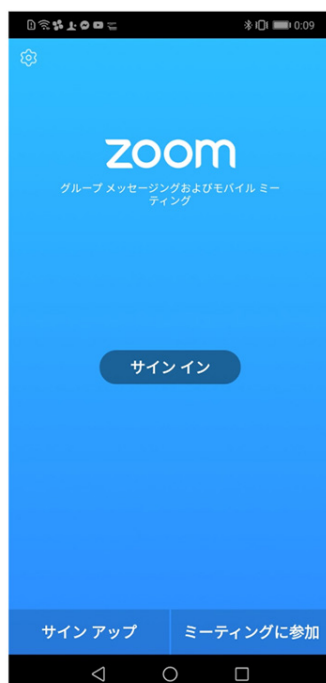 0:09
zoom
グループ メッセージングおよびモバイル ミー
ティング
サイン イン
サイン アップ
ミーティングに参加